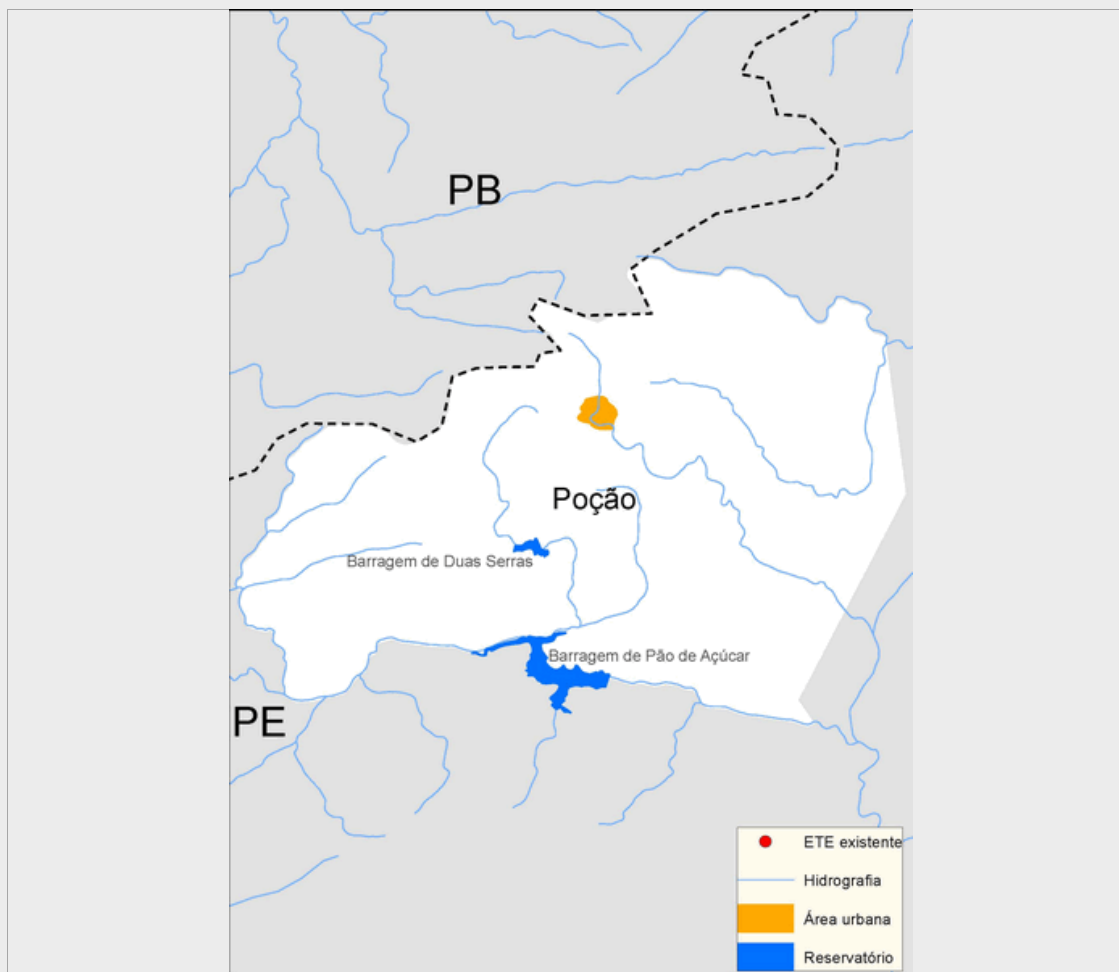 PB
Poção
Barragem de Duas Serras
Barragem de Pão de Açúcar
PE
ETE existente
Hidrografia
Área urbana
Reservatório